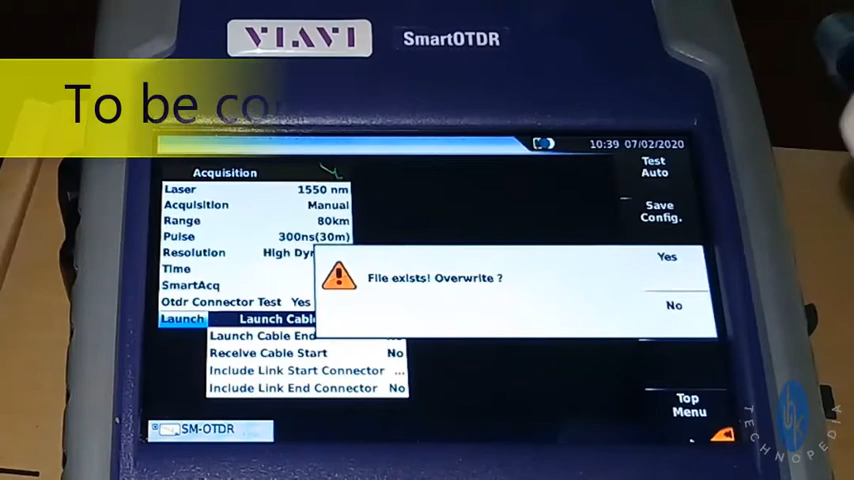 VIAVI SmartOTDR
To be
10:39 07/02/2020
Acquisition
Laser 1550 nm
Acquisition Manual
Range 80km
Pulse 300ns(30m)
Resolution High
Time
SmartAcq
Otdr Connector Test Yes
Launch Launch Cable
Launch Cable End
Receive Cable Start No
Include Link Start Connector ...
Include Link End Connector No
File exists! Overwrite ?
Yes
No
Test
Auto
Save
Config.
Top
Menu
SM-OTDR
TECHNOPEDIA